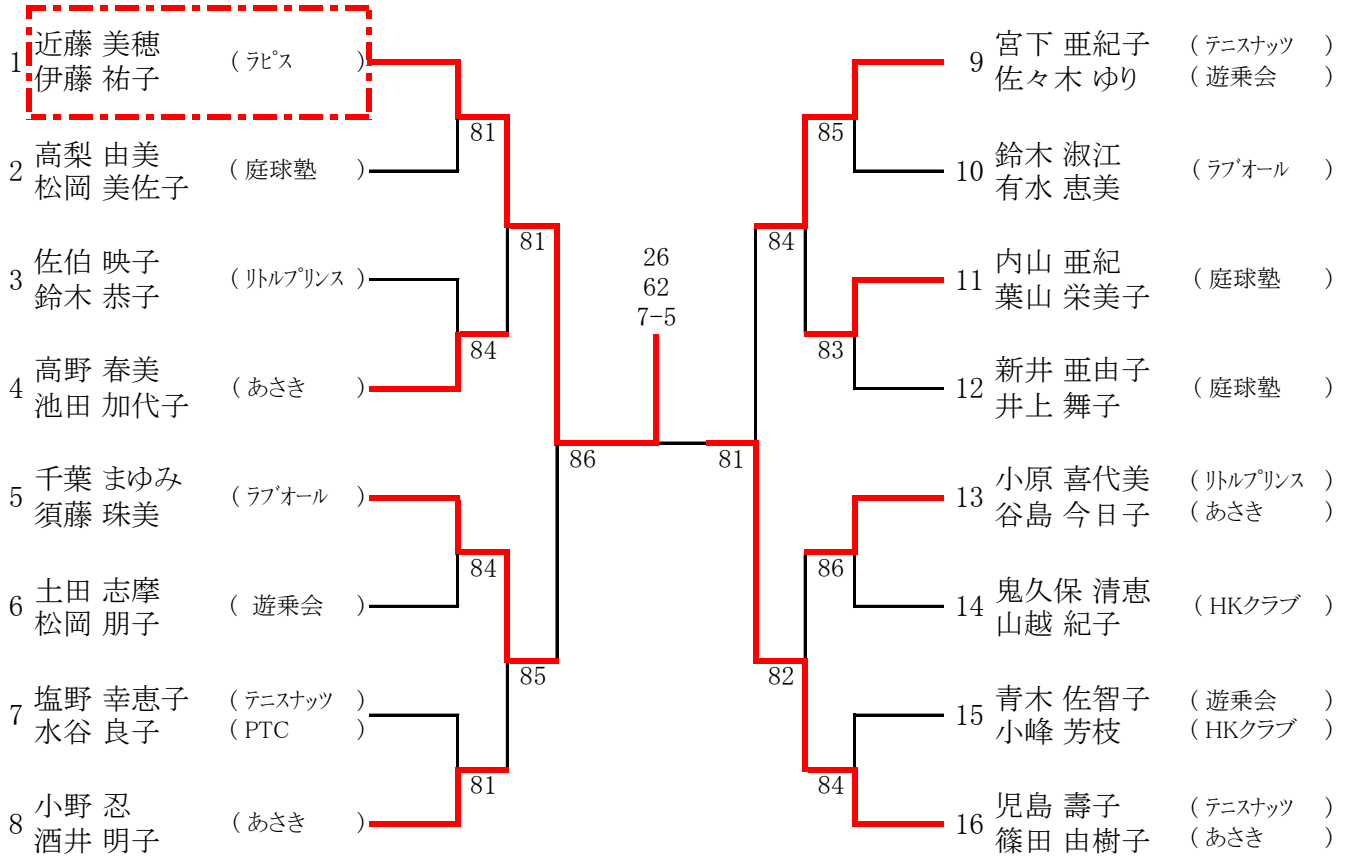 1 近藤 美穂 ( ラピス )
伊藤 祐子
81
2 高梨 由美 ( 庭球塾 )
松岡 美佐子
81
3 佐伯 映子 ( リトルプリンス )
鈴木 恭子
84
4 高野 春美 ( あさき )
池田 加代子
86
5 千葉 まゆみ ( ラブオール )
須藤 珠美
84
6 土田 志摩 ( 遊乗会 )
松岡 朋子
85
7 塩野 幸恵子 ( テニスナッツ )
水谷 良子 ( PTC )
81
8 小野 忍 ( あさき )
酒井 明子
26
62
7-5
9 宮下 亜紀子 ( テニスナッツ )
佐々木 ゆり ( 遊乗会 )
85
10 鈴木 淑江 ( ラブオール )
有水 恵美
84
11 内山 亜紀 ( 庭球塾 )
葉山 栄美子
83
12 新井 亜由子 ( 庭球塾 )
井上 舞子
81
13 小原 喜代美 ( リトルプリンス )
谷島 今日子 ( あさき )
86
14 鬼久保 清恵 ( HKクラブ )
山越 紀子
82
15 青木 佐智子 ( 遊乗会 )
小峰 芳枝 ( HKクラブ )
84
16 児島 壽子 ( テニスナッツ )
篠田 由樹子 ( あさき )